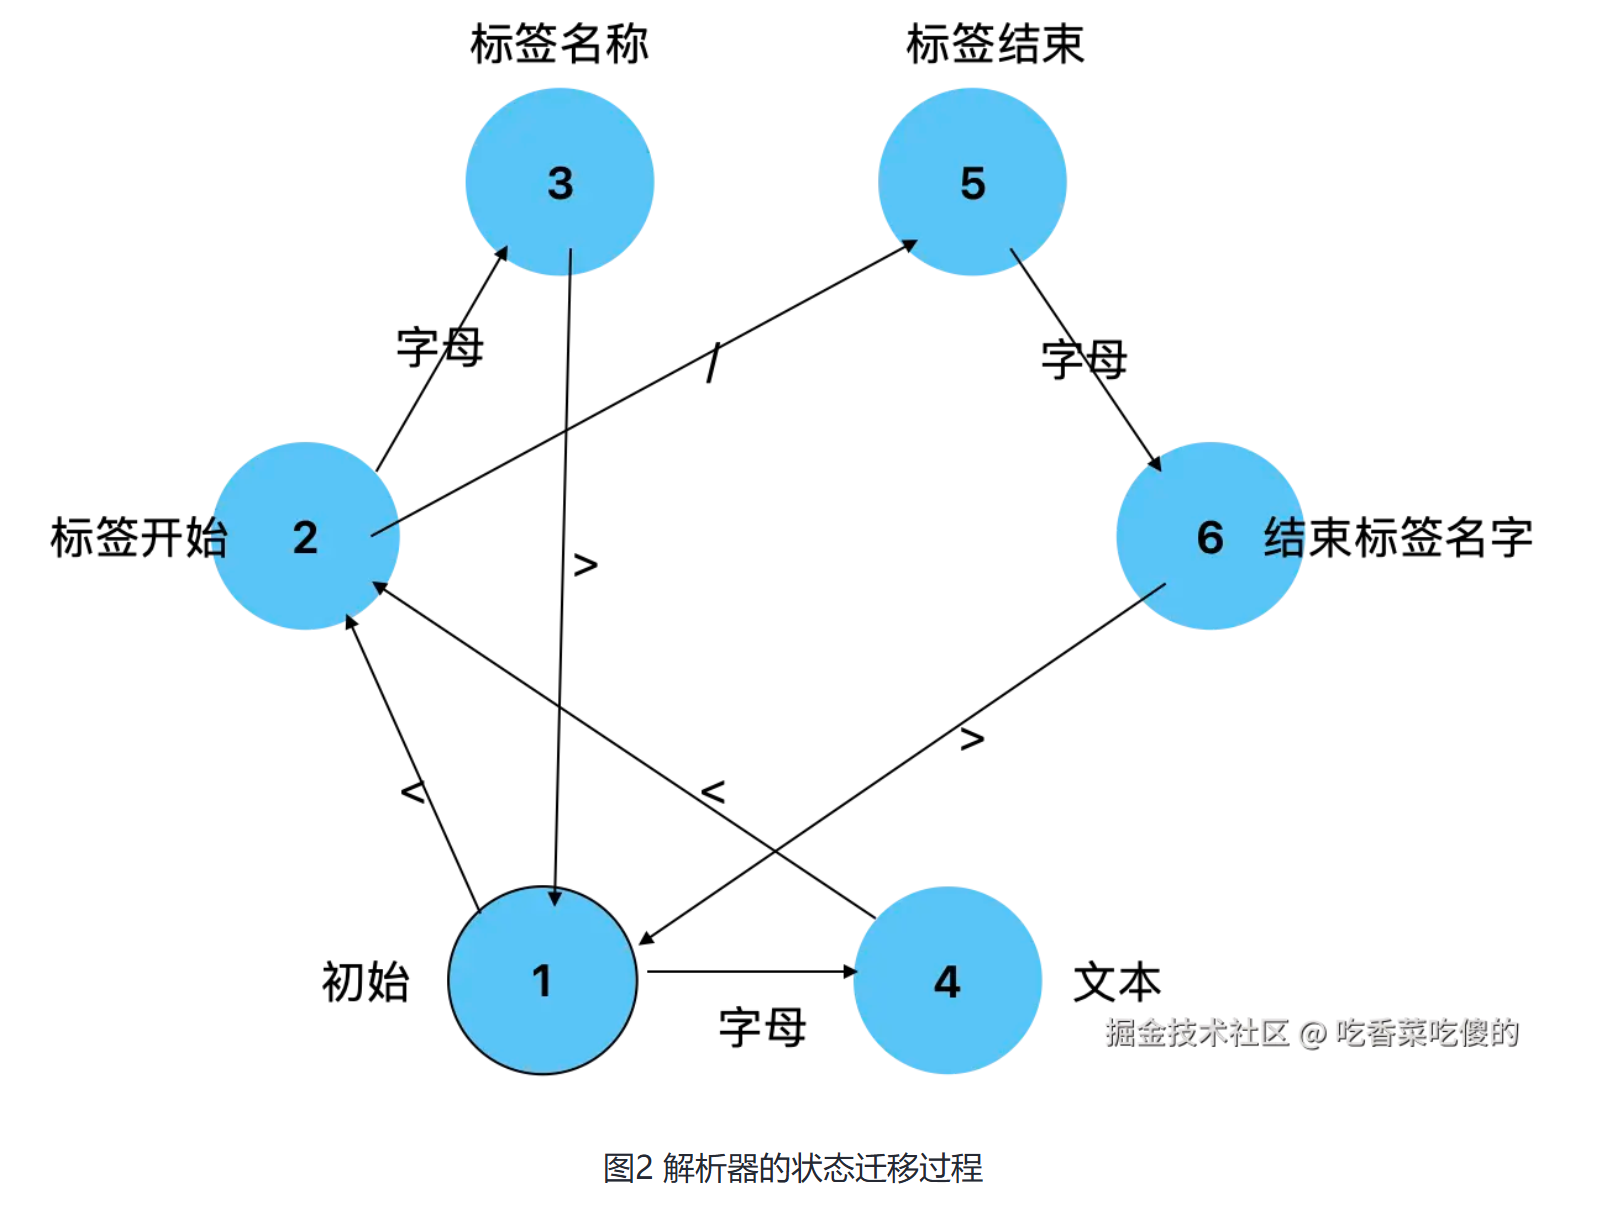 标签名称
标签结束
3
5
字母
/
字母
标签开始
2
6
结束标签名字
>
>
<
<
初始
1
4
文本
字母
掘金技术社区 @ 吃香菜吃傻的
图2 解析器的状态迁移过程